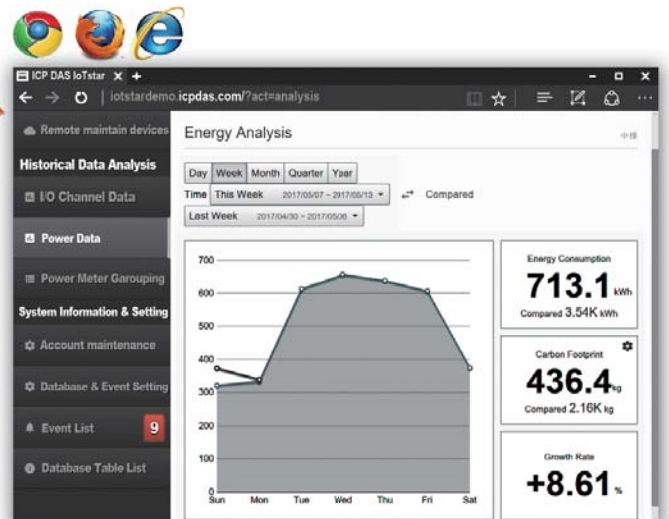 ICP DAS IoTstar
iotstardemo.icpdas.com/?act=analysis
Remote maintain devices
Historical Data Analysis
I/O Channel Data
Power Data
Power Meter Garouping
System Information & Setting
Account maintenance
Database & Event Setting
Event List 9
Database Table List
Energy Analysis
Day Week Month Quarter Year
Time This Week 2017/05/07 ~ 2017/05/13 Compared
Last Week 2017/04/30 ~ 2017/05/06
700
600
500
400
300
200
100
0
Sun Mon Tue Wed Thu Fri Sat
Energy Consumption
713.1 kWh
Compared 3.54K kWh
Carbon Footprint
436.4 kg
Compared 2.16K kg
Growth Rate
+8.61 %